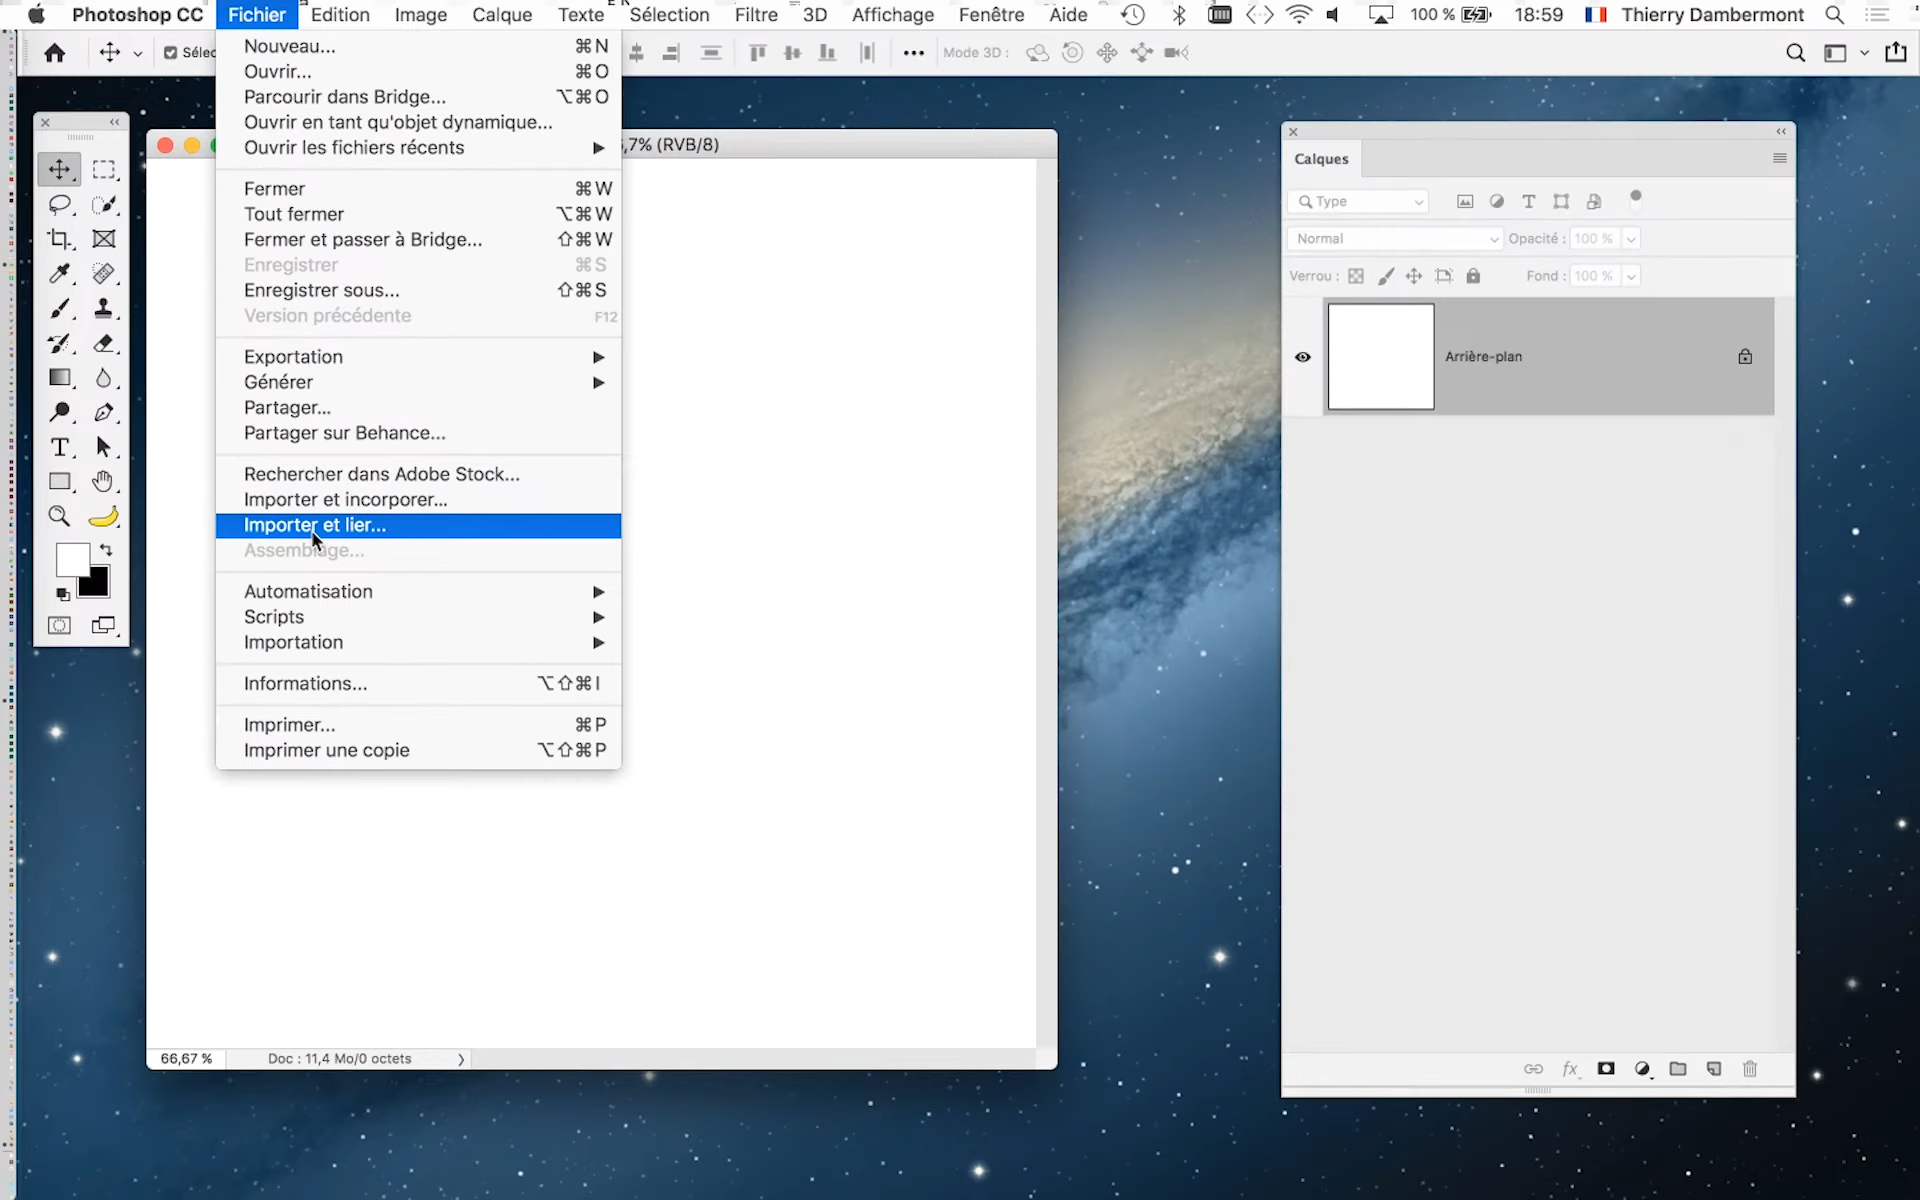 Photoshop CC Fichier Edition Image Calque Texte Sélection Filtre 3D Affichage Fenêtre Aide 100 % 18:59 Thierry Dambermont
Sélec
Mode 3D :
Nouveau... ⌘N
Ouvrir... ⌘O
Parcourir dans Bridge... ⌥⌘O
Ouvrir en tant qu'objet dynamique...
Ouvrir les fichiers récents
,7% (RVB/8)
Fermer ⌘W
Tout fermer ⌥⌘W
Fermer et passer à Bridge... ⇧⌘W
Enregistrer ⌘S
Enregistrer sous... ⇧⌘S
Version précédente F12
Exportation
Générer
Partager...
Partager sur Behance...
Rechercher dans Adobe Stock...
Importer et incorporer...
Importer et lier...
Assemblage...
Automatisation
Scripts
Importation
Informations... ⌥⇧⌘I
Imprimer... ⌘P
Imprimer une copie ⌥⇧⌘P
66,67 % Doc : 11,4 Mo/0 octets
Calques
Type
Normal Opacité : 100 %
Verrou : Fond : 100 %
Arrière-plan
fx